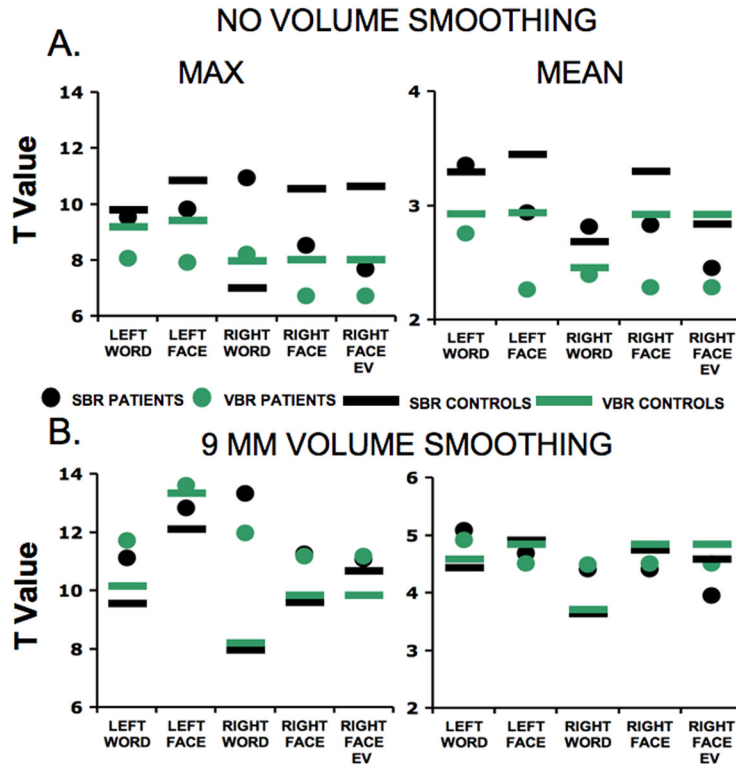 NO VOLUME SMOOTHING
A.
MAX
MEAN
T Value
14
12
10
8
6
4
3
2
LEFT WORD
LEFT FACE
RIGHT WORD
RIGHT FACE
RIGHT FACE EV
LEFT WORD
LEFT FACE
RIGHT WORD
RIGHT FACE
RIGHT FACE EV
SBR PATIENTS
VBR PATIENTS
SBR CONTROLS
VBR CONTROLS
B.
9 MM VOLUME SMOOTHING
T Value
14
12
10
8
6
6
5
4
3
2
LEFT WORD
LEFT FACE
RIGHT WORD
RIGHT FACE
RIGHT FACE EV
LEFT WORD
LEFT FACE
RIGHT WORD
RIGHT FACE
RIGHT FACE EV